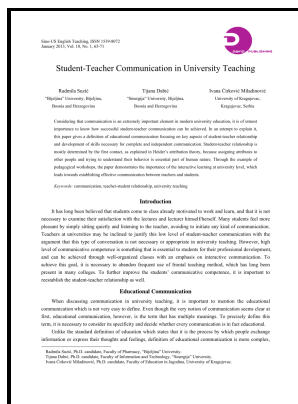 Sino-US English Teaching, ISSN 1539-8072
January 2013, Vol. 10, No. 1, 65-71
DAVID PUBLISHING
Student-Teacher Communication in University Teaching
Radmila Suzić
Tijana Dabić
Ivana Ćirković Miladinović
"Bijeljina" University, Bijeljina,
"Sinergija" University, Bijeljina,
University of Kragujevac,
Bosnia and Herzegovina
Bosnia and Herzegovina
Kragujevac, Serbia
Considering that communication is an extremely important element in modern university education, it is of utmost
importance to know how successful student-teacher communication can be achieved. In an attempt to explain it,
this paper gives a definition of educational communication focusing on key aspects of student-teacher relationship
and development of skills necessary for complete and independent communication. Student-teacher relationship is
mostly determined by the first contact, as explained in Heider's attribution theory, because assigning attributes to
other people and trying to understand their behavior is essential part of human nature. Through the example of
pedagogical workshops, the paper demonstrates the importance of the interactive learning at university level, which
leads towards establishing effective communication between teachers and students.
Keywords: communication, teacher-student relationship, university teaching
Introduction
It has long been believed that students come to class already motivated to work and learn, and that it is not
necessary to examine their satisfaction with the lectures and lecturer himself/herself. Many students feel more
pleasant by simply sitting quietly and listening to the teacher, avoiding to initiate any kind of communication.
Teachers at universities may be inclined to justify this low level of student-teacher communication with the
argument that this type of conversation is not necessary or appropriate in university teaching. However, high
level of communicative competence is something that is essential to students for their professional development,
and can be achieved through well-organized classes with an emphasis on interactive communication. To
achieve this goal, it is necessary to abandon frequent use of frontal teaching method, which has long been
present in many colleges. To further improve the students' communicative competence, it is important to
reestablish the student-teacher relationship as well.
Educational Communication
When discussing communication in university teaching, it is important to mention the educational
communication which is not very easy to define. Even though the very notion of communication seems clear at
first, educational communication, however, is the term that has multiple meanings. To precisely define this
term, it is necessary to consider its specificity and decide whether every communication is in fact educational.
Unlike the standard definition of education which states that it is the process by which people exchange
information or express their thoughts and feelings, definition of educational communication is more complex,
Radmila Suzić, Ph.D. candidate, Faculty of Pharmacy, "Bijeljina" University.
Tijana Dabić, Ph.D. candidate, Faculty of Information and Technology, "Sinergija" University.
Ivana Ćirković Miladinović, Ph.D. candidate, Faculty of Education in Jagodina, University of Kragujevac.